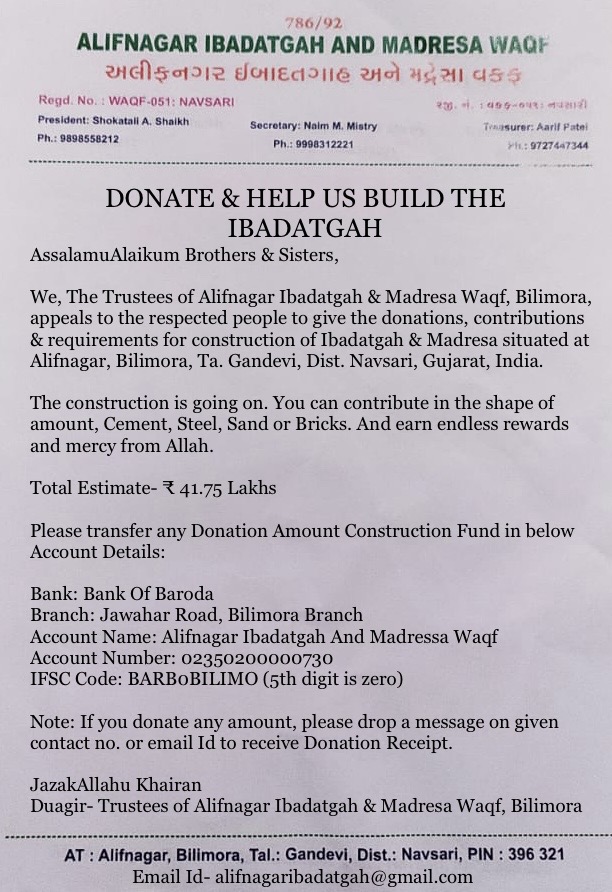 786/92
ALIFNAGAR IBADATGAH AND MADRESA WAQF
અલીફનગર ઈબાદતગાહ અને મદ્રેસા વકફ
Regd. No. : WAQF-051: NAVSARI
રજી. નં. : વકફ-૦૫૧: નવસારી
President: Shokatali A. Shaikh
Secretary: Naim M. Mistry
Treasurer: Aarif Patel
Ph.: 9898558212
Ph.: 9998312221
Ph.: 9727447344
DONATE & HELP US BUILD THE
IBADATGAH
AssalamuAlaikum Brothers & Sisters,
We, The Trustees of Alifnagar Ibadatgah & Madresa Waqf, Bilimora,
appeals to the respected people to give the donations, contributions
& requirements for construction of Ibadatgah & Madresa situated at
Alifnagar, Bilimora, Ta. Gandevi, Dist. Navsari, Gujarat, India.
The construction is going on. You can contribute in the shape of
amount, Cement, Steel, Sand or Bricks. And earn endless rewards
and mercy from Allah.
Total Estimate- ₹ 41.75 Lakhs
Please transfer any Donation Amount Construction Fund in below
Account Details:
Bank: Bank Of Baroda
Branch: Jawahar Road, Bilimora Branch
Account Name: Alifnagar Ibadatgah And Madressa Waqf
Account Number: 02350200000730
IFSC Code: BARB0BILIMO (5th digit is zero)
Note: If you donate any amount, please drop a message on given
contact no. or email Id to receive Donation Receipt.
JazakAllahu Khairan
Duagir- Trustees of Alifnagar Ibadatgah & Madresa Waqf, Bilimora
AT : Alifnagar, Bilimora, Tal.: Gandevi, Dist.: Navsari, PIN : 396 321
Email Id- alifnagaribadatgah@gmail.com